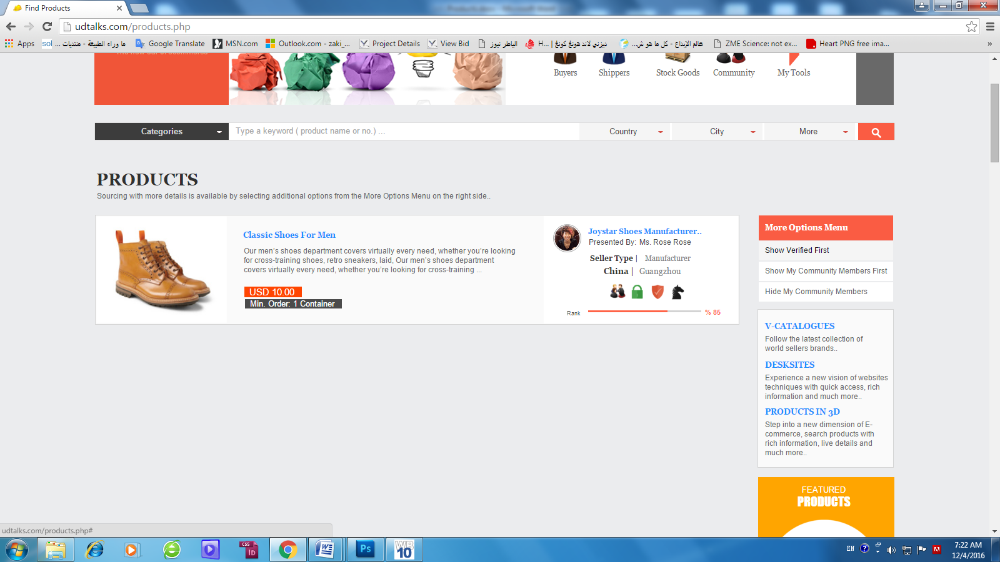 Find Products
udtalks.com/products.php
Apps
sol
ما وراء الطبيعة - منتديات ...
Google Translate
MSN.com
Outlook.com - zaki_...
Project Details
View Bid
الياطر نيوز
ديزني لاند هونغ كونغ | H...
عالم الإبداع - كل ما هو ش...
ZME Science: not ex...
Heart PNG free ima...
»
Buyers
Shippers
Stock Goods
Community
My Tools
Categories
Type a keyword ( product name or no.) ...
Country
City
More
PRODUCTS
Sourcing with more details is available by selecting additional options from the More Options Menu on the right side..
Classic Shoes For Men
Our men's shoes department covers virtually every need, whether you're looking
for cross-training shoes, retro sneakers, laid, Our men's shoes department
covers virtually every need, whether you're looking for cross-training ...
USD 10.00
Min. Order: 1 Container
Joystar Shoes Manufacturer..
Presented By: Ms. Rose Rose
Seller Type | Manufacturer
China | Guangzhou
Rank
% 85
More Options Menu
Show Verified First
Show My Community Members First
Hide My Community Members
V-CATALOGUES
Follow the latest collection of
world sellers brands..
DESKSITES
Experience a new vision of websites
techniques with quick access, rich
information and much more..
PRODUCTS IN 3D
Step into a new dimension of E-
commerce, search products with
rich information, live details and
much more..
FEATURED
PRODUCTS
udtalks.com/products.php#
CSS
Id
Ps
WB
10
EN
7:22 AM
12/4/2016